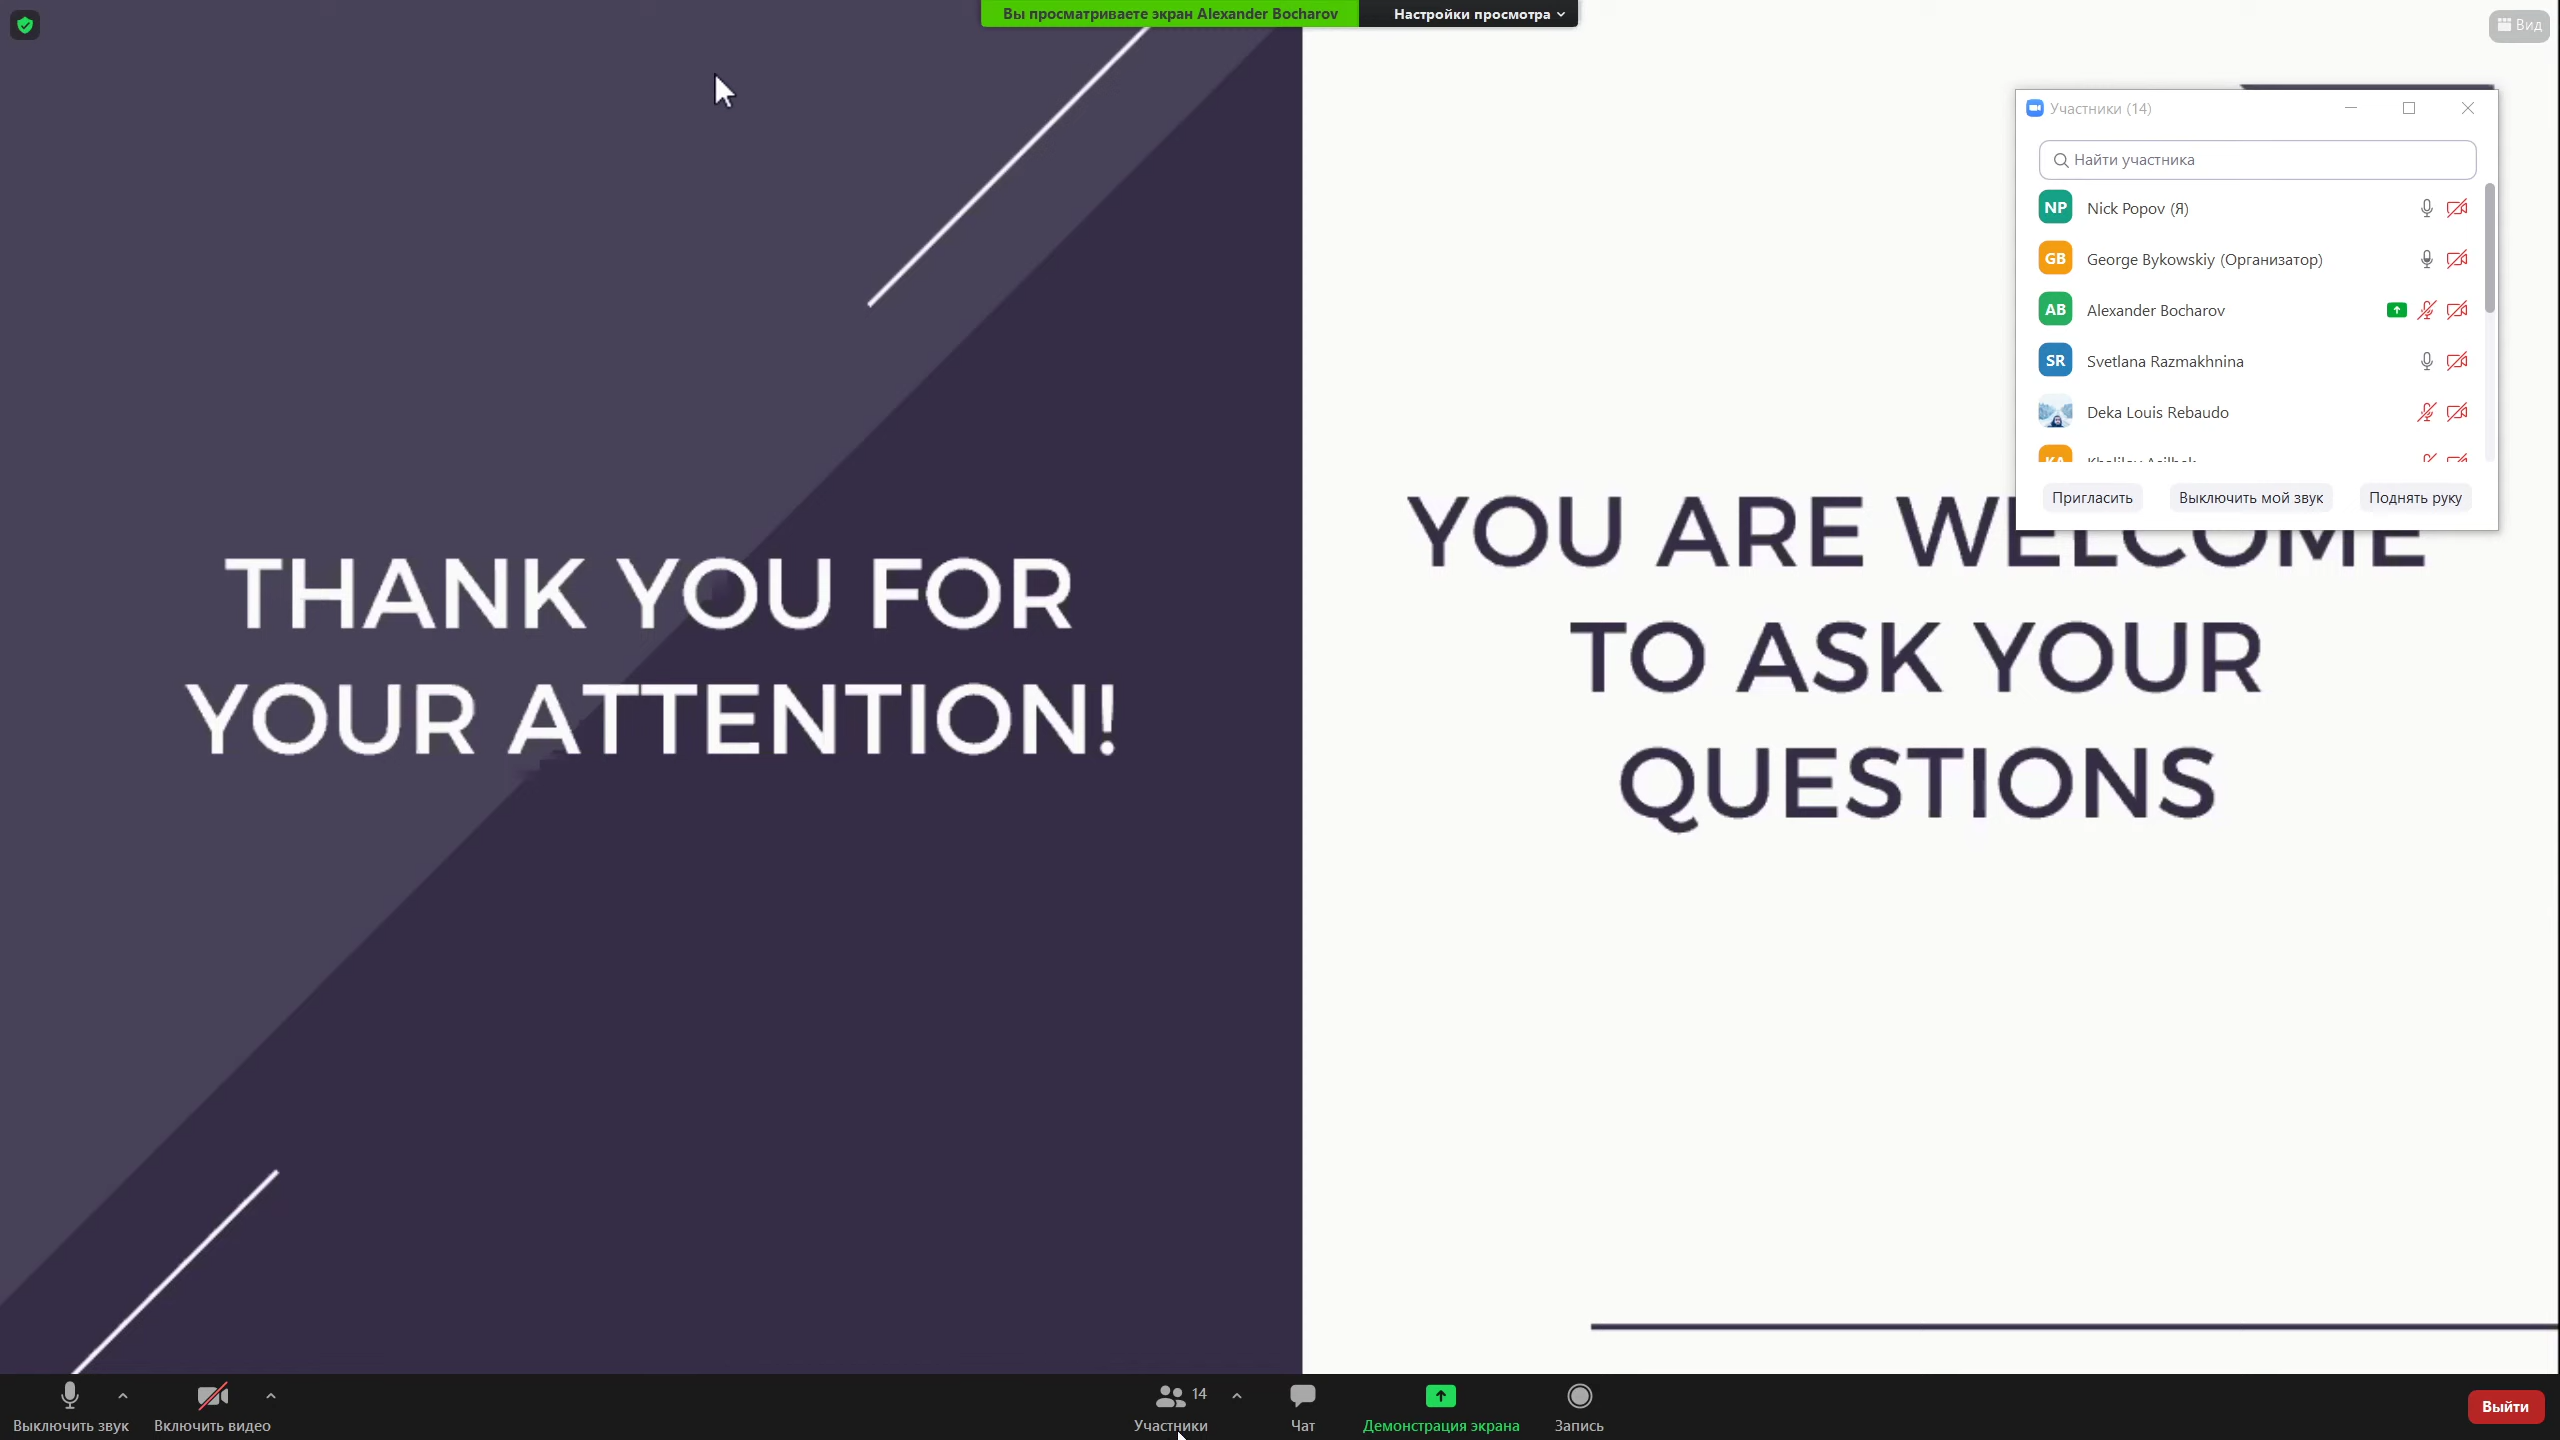 Вы просматриваете экран Alexander Bocharov
Настройки просмотра
Вид
Участники (14)
Найти участника
NP Nick Popov (Я)
GB George Bykowskiy (Организатор)
AB Alexander Bocharov
SR Svetlana Razmakhnina
Deka Louis Rebaudo
Пригласить
Выключить мой звук
Поднять руку
THANK YOU FOR
YOUR ATTENTION!
YOU ARE WELCOME
TO ASK YOUR
QUESTIONS
Выключить звук
Включить видео
14
Участники
Чат
Демонстрация экрана
Запись
Выйти